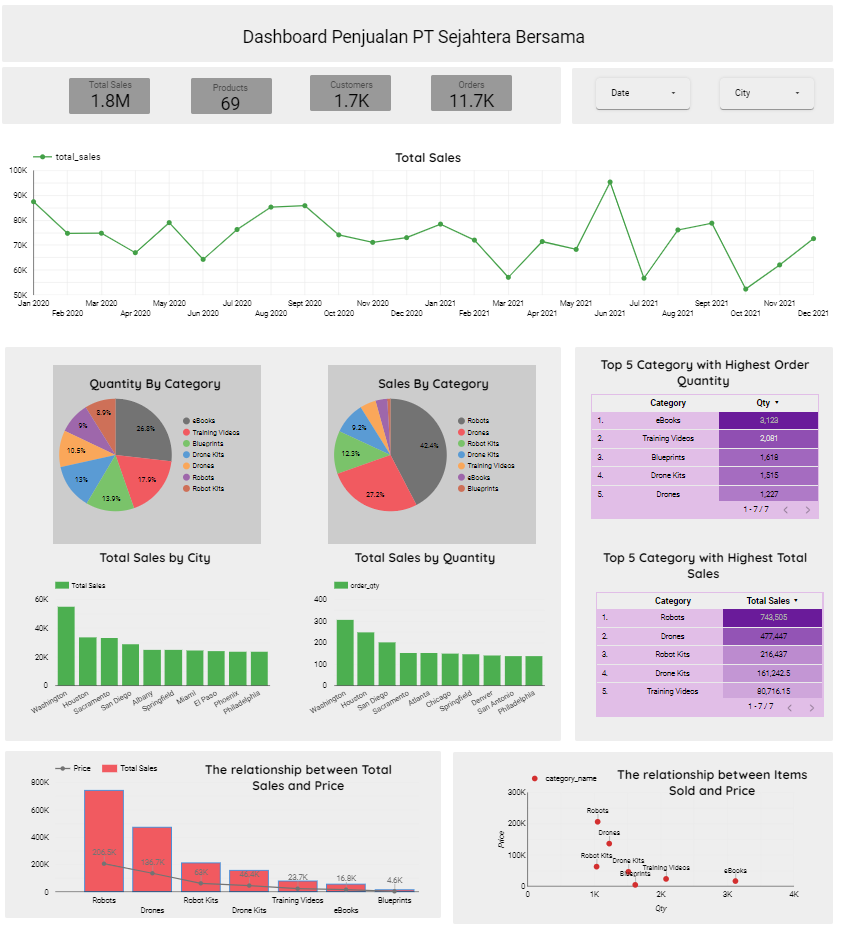 Dashboard Penjualan PT Sejahtera Bersama
Total Sales
1.8M
Products
69
Customers
1.7K
Orders
11.7K
Date
City
total_sales
Total Sales
100K
90K
80K
70K
60K
50K
Jan 2020
Feb 2020
Mar 2020
Apr 2020
May 2020
Jun 2020
Jul 2020
Aug 2020
Sept 2020
Oct 2020
Nov 2020
Dec 2020
Jan 2021
Feb 2021
Mar 2021
Apr 2021
May 2021
Jun 2021
Jul 2021
Aug 2021
Sept 2021
Oct 2021
Nov 2021
Dec 2021
Quantity By Category
26.8%
17.9%
13.9%
13%
10.5%
9%
8.9%
eBooks
Training Videos
Blueprints
Drone Kits
Drones
Robots
Robot Kits
Sales By Category
42.4%
27.2%
12.3%
9.2%
Robots
Drones
Robot Kits
Drone Kits
Training Videos
eBooks
Blueprints
Top 5 Category with Highest Order
Quantity
Category Qty
1. eBooks 3,123
2. Training Videos 2,081
3. Blueprints 1,618
4. Drone Kits 1,515
5. Drones 1,227
1 - 7 / 7
Total Sales by City
Total Sales
60K
40K
20K
0
Washington
Houston
Sacramento
San Diego
Albany
Springfield
Miami
El Paso
Phoenix
Philadelphia
Total Sales by Quantity
order_qty
400
300
200
100
0
Washington
Houston
San Diego
Sacramento
Atlanta
Chicago
Springfield
Denver
San Antonio
Philadelphia
Top 5 Category with Highest Total
Sales
Category Total Sales
1. Robots 743,505
2. Drones 477,447
3. Robot Kits 216,437
4. Drone Kits 161,242.5
5. Training Videos 80,716.15
1 - 7 / 7
Price
Total Sales
The relationship between Total
Sales and Price
800K
600K
400K
200K
0
23.7K
16.8K
4.6K
Robots
Drones
Robot Kits
Drone Kits
Training Videos
eBooks
Blueprints
category_name
The relationship between Items
Sold and Price
Price
300K
200K
100K
0
Robots
Drones
Robot Kits
Drone Kits
Blueprints
Training Videos
eBooks
0
1K
2K
3K
4K
Qty